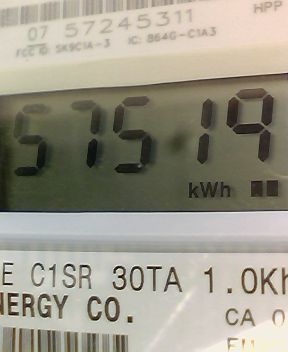 HPP
07 57245311
FCC ID: SK9C1A-3 IC: 864G-C1A3
57519
kWh
E C1SR 30TA 1.0Kh
NERGY CO.
CA 0